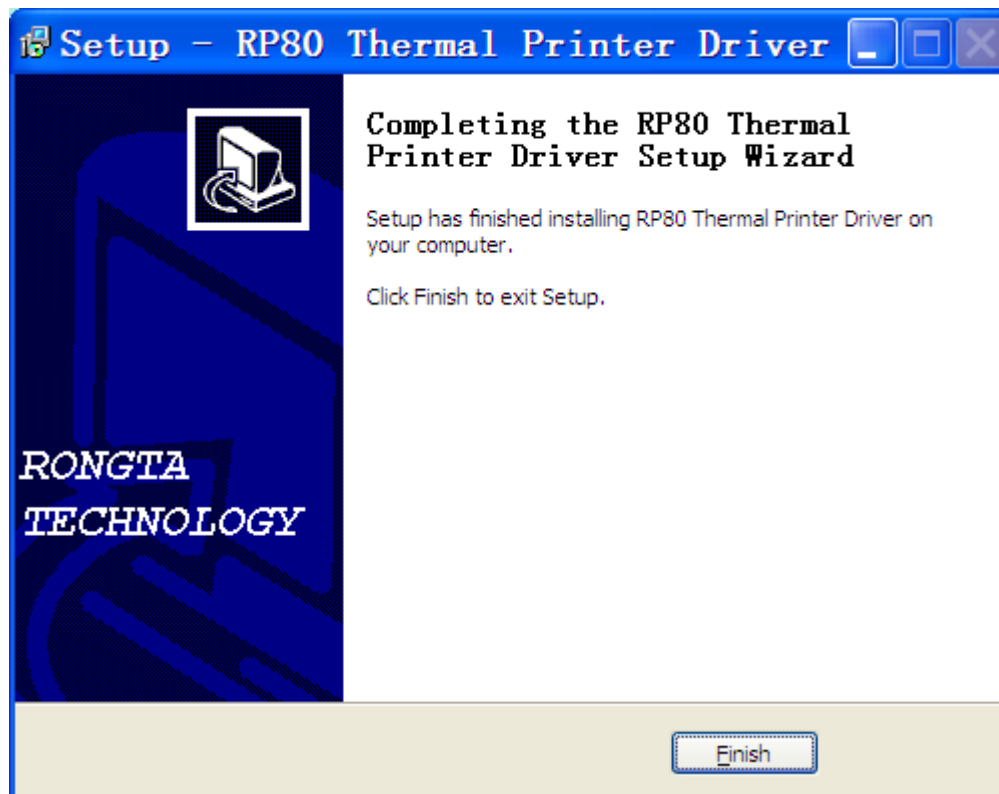 Setup - RP80 Thermal Printer Driver
Completing the RP80 Thermal
Printer Driver Setup Wizard
Setup has finished installing RP80 Thermal Printer Driver on
your computer.
Click Finish to exit Setup.
RONGTA
TECHNOLOGY
Finish